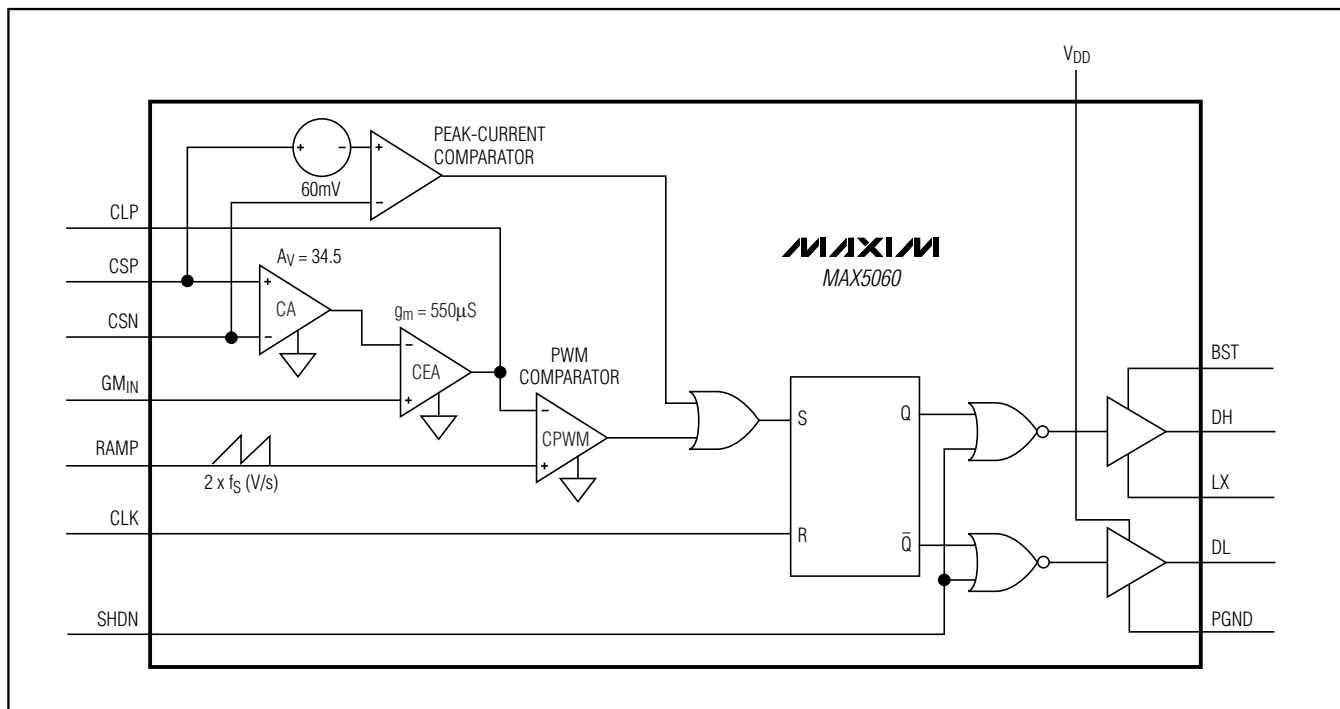 VDD
PEAK-CURRENT
COMPARATOR
+ -
+
60mV
-
CLP
MAXIM
MAX5060
AV = 34.5
CSP
+
CA
gm = 550µS
CSN
-
-
PWM
COMPARATOR
BST
CEA
GMIN
+
-
S
Q
DH
CPWM
RAMP
+
2 x fS (V/s)
LX
CLK
R
Q̅
DL
SHDN
PGND